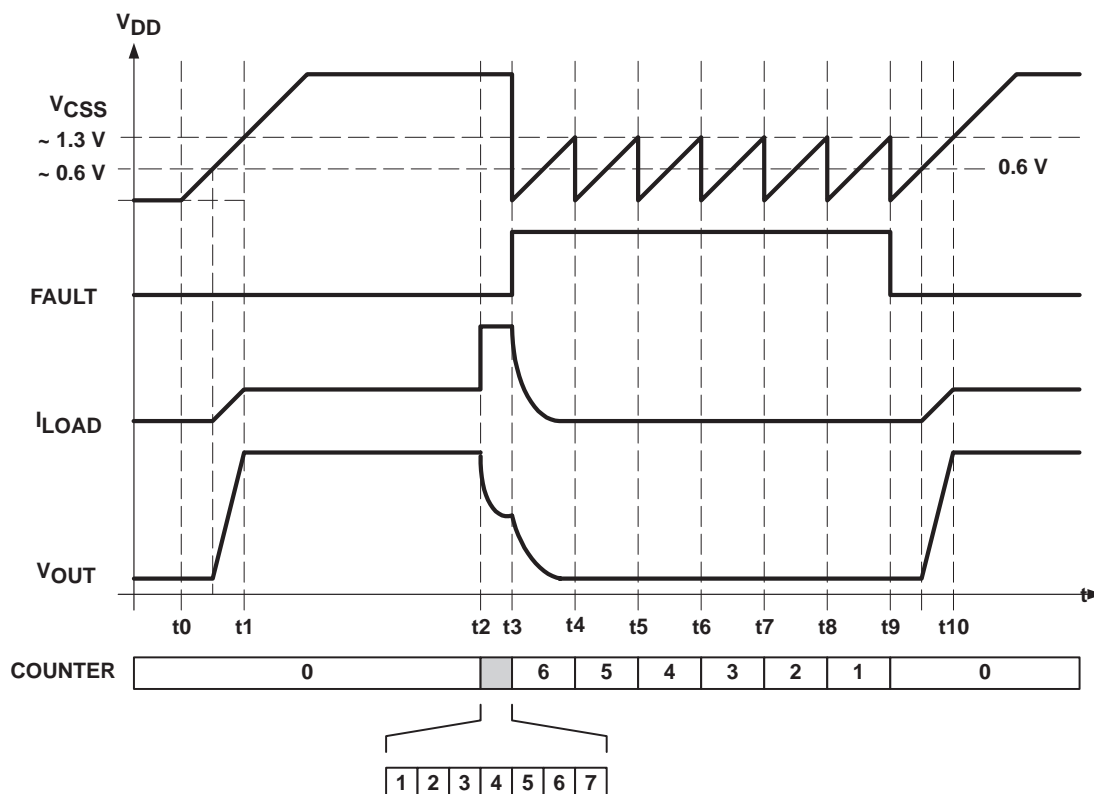 VDD
VCSS
~ 1.3 V
~ 0.6 V
0.6 V
FAULT
ILOAD
VOUT
t
t0 t1 t2 t3 t4 t5 t6 t7 t8 t9 t10
COUNTER 0 6 5 4 3 2 1 0
1 2 3 4 5 6 7